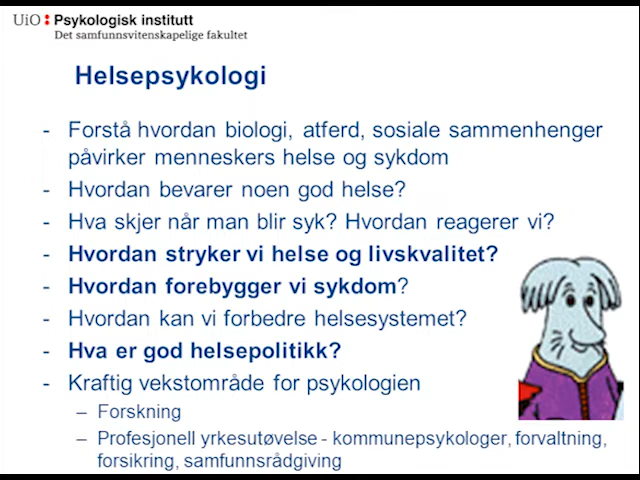 UiO Psykologisk institutt
Det samfunnsvitenskapelige fakultet
Helsepsykologi
- Forstå hvordan biologi, atferd, sosiale sammenhenger
påvirker menneskers helse og sykdom
- Hvordan bevarer noen god helse?
- Hva skjer når man blir syk? Hvordan reagerer vi?
- Hvordan stryker vi helse og livskvalitet?
- Hvordan forebygger vi sykdom?
- Hvordan kan vi forbedre helsesystemet?
- Hva er god helsepolitikk?
- Kraftig vekstområde for psykologien
– Forskning
– Profesjonell yrkesutøvelse - kommunepsykologer, forvaltning,
forsikring, samfunnsrådgiving